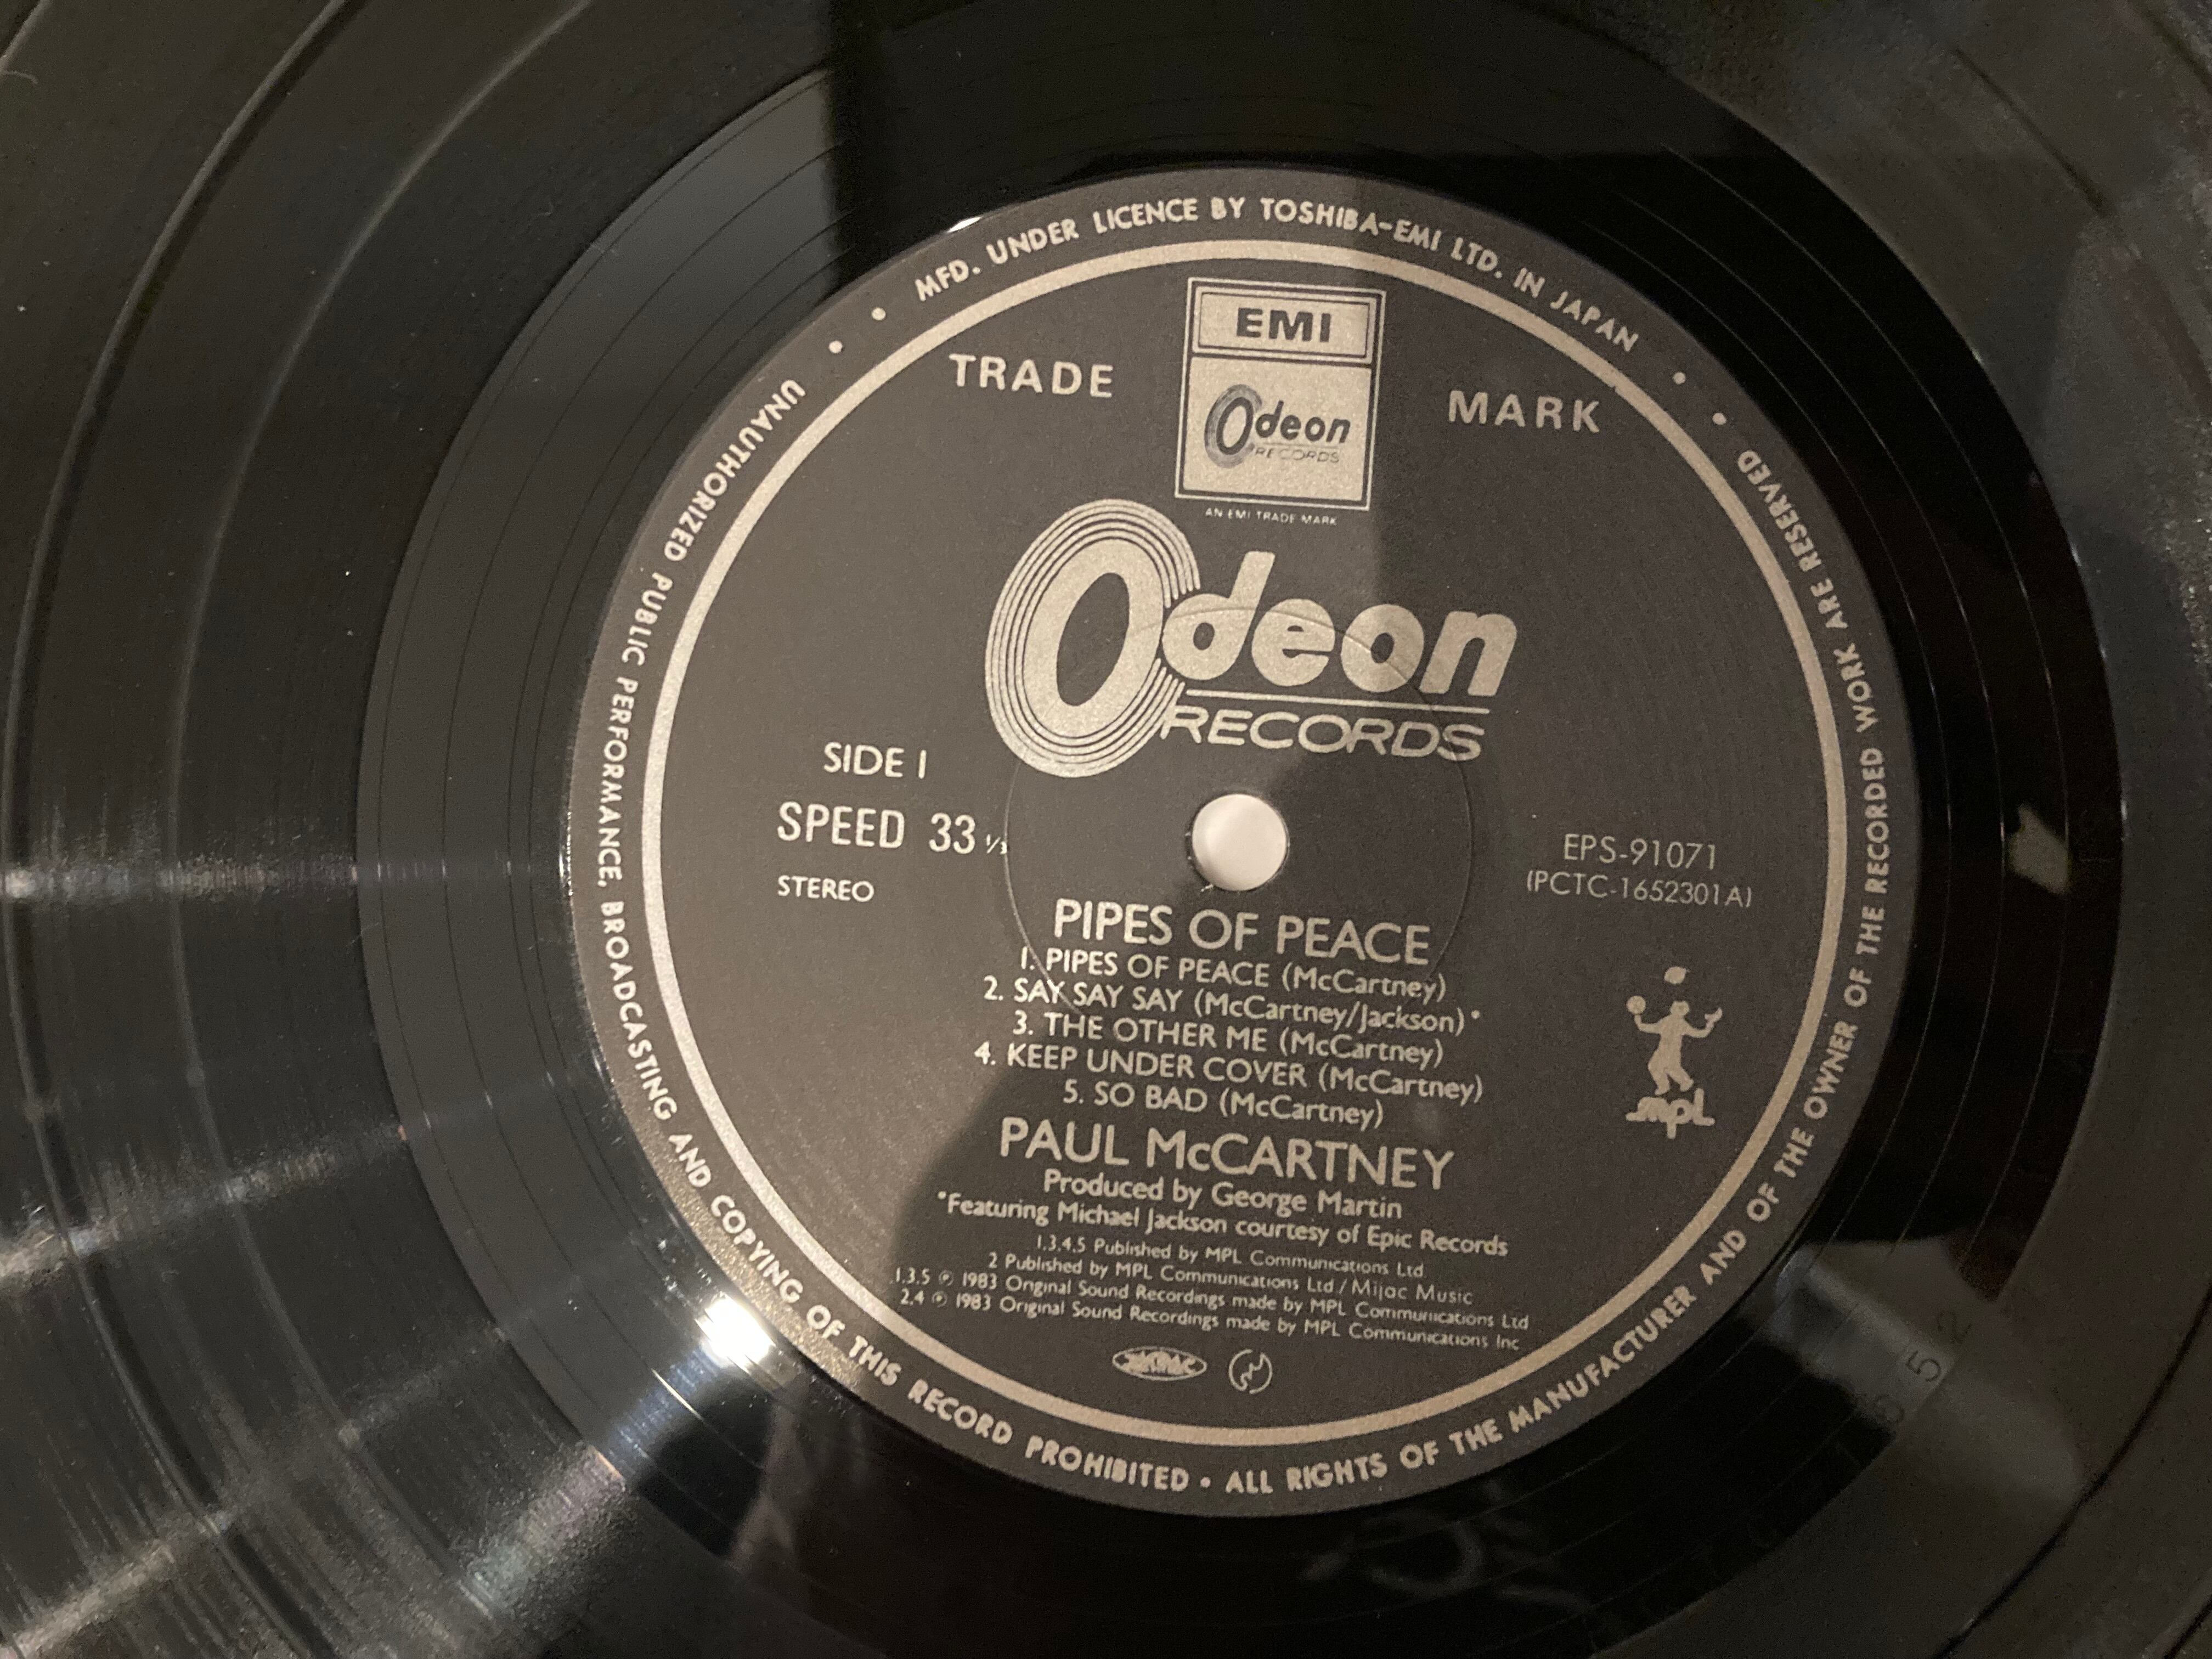 MFD. UNDER LICENCE BY TOSHIBA-EMI LTD. IN JAPAN
EMI
Odeon
RECORDS
TRADE MARK
AN EMI TRADE MARK
Odeon
RECORDS
SIDE 1
SPEED 33 1/3
STEREO
EPS-91071
(PCTC-1652301A)
PIPES OF PEACE
1. PIPES OF PEACE (McCartney)
2. SAY SAY SAY (McCartney/Jackson)*
3. THE OTHER ME (McCartney)
4. KEEP UNDER COVER (McCartney)
5. SO BAD (McCartney)
PAUL McCARTNEY
Produced by George Martin
*Featuring Michael Jackson courtesy of Epic Records
1.3.4.5 Published by MPL Communications Ltd.
2 Published by MPL Communications Ltd / Mijac Music
1.3.5 ℗ 1983 Original Sound Recordings made by MPL Communications Ltd
2.4 ℗ 1983 Original Sound Recordings made by MPL Communications Inc
mpl
UNAUTHORIZED PUBLIC PERFORMANCE, BROADCASTING AND COPYING OF THIS RECORD PROHIBITED • ALL RIGHTS OF THE MANUFACTURER AND OF THE OWNER OF THE RECORDED WORK ARE RESERVED